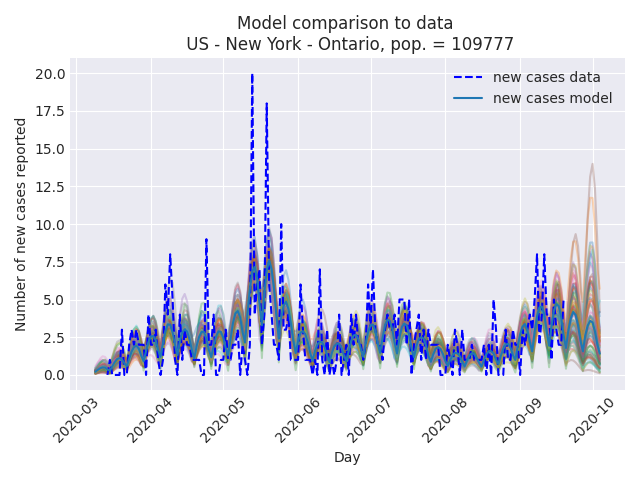 Model comparison to data
US - New York - Ontario, pop. = 109777
new cases data
new cases model
Number of new cases reported
20.0
17.5
15.0
12.5
10.0
7.5
5.0
2.5
0.0
2020-03
2020-04
2020-05
2020-06
2020-07
2020-08
2020-09
2020-10
Day